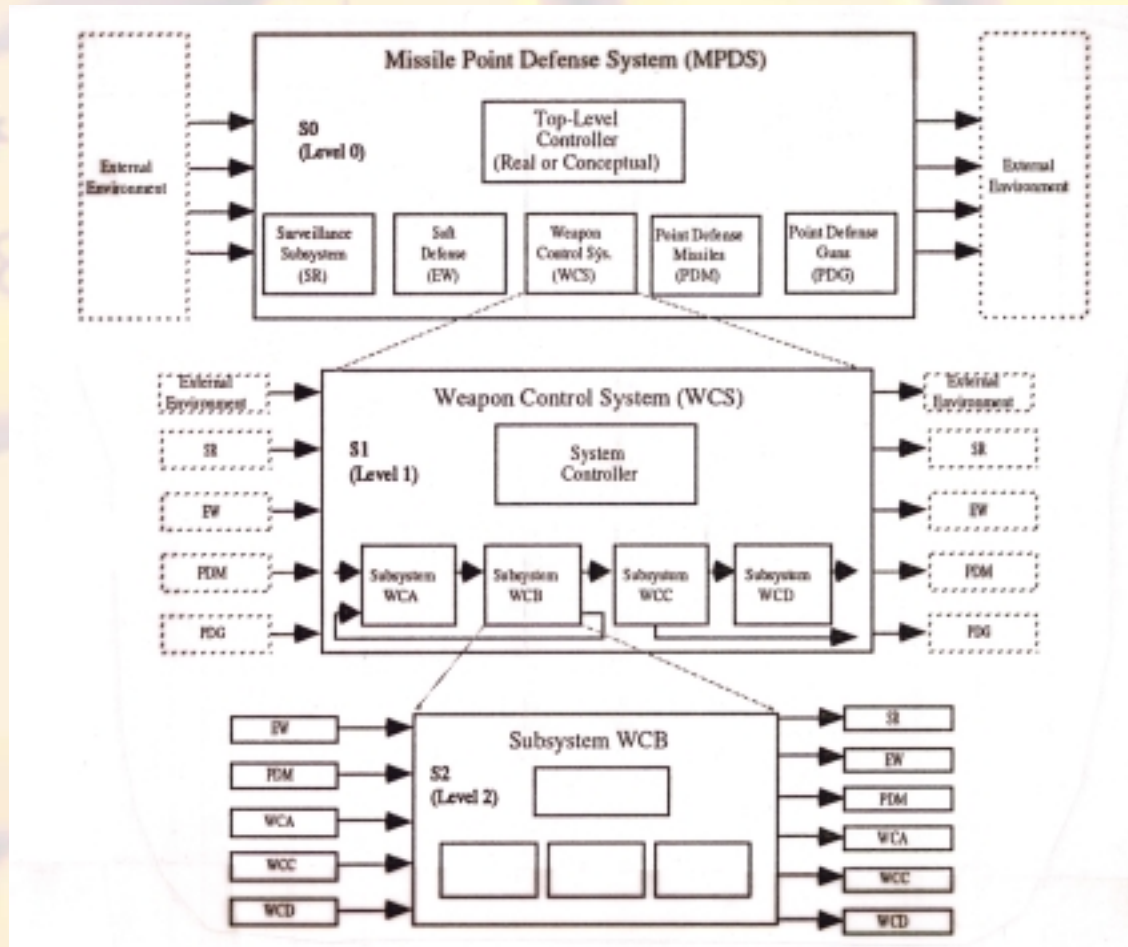 Missile Point Defense System (MPDS)
S0
(Level 0)
Top-Level
Controller
(Real or Conceptual)
External
Environment
External
Environment
Surveillance
Subsystem
(SR)
Soft
Defense
(EW)
Weapon
Control Sys.
(WCS)
Point Defense
Missiles
(PDM)
Point Defense
Guns
(PDG)
External
Environment
SR
EW
PDM
PDG
Weapon Control System (WCS)
S1
(Level 1)
System
Controller
Subsystem
WCA
Subsystem
WCB
Subsystem
WCC
Subsystem
WCD
External
Environment
SR
EW
PDM
PDG
EW
PDM
WCA
WCC
WCD
Subsystem WCB
S2
(Level 2)
SR
EW
PDM
WCA
WCC
WCD